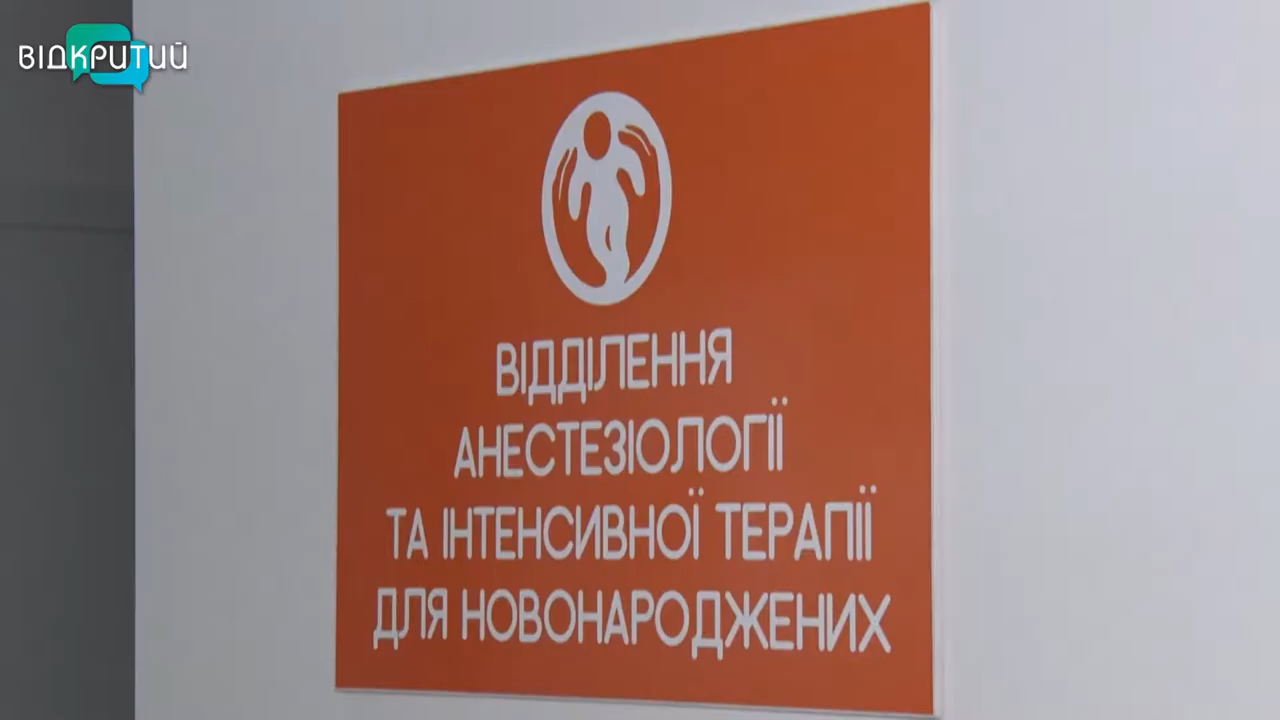 ВІДКРИТИЙ
ВІДДІЛЕННЯ
АНЕСТЕЗІОЛОГІЇ
ТА ІНТЕНСИВНОЇ ТЕРАПІЇ
ДЛЯ НОВОНАРОДЖЕНИХ